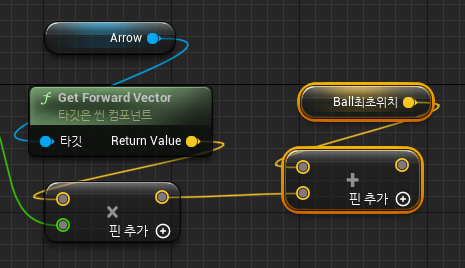 Arrow
f Get Forward Vector
타깃은 씬 컴포넌트
타깃 Return Value
Ball최초위치
×
핀 추가
+
핀 추가